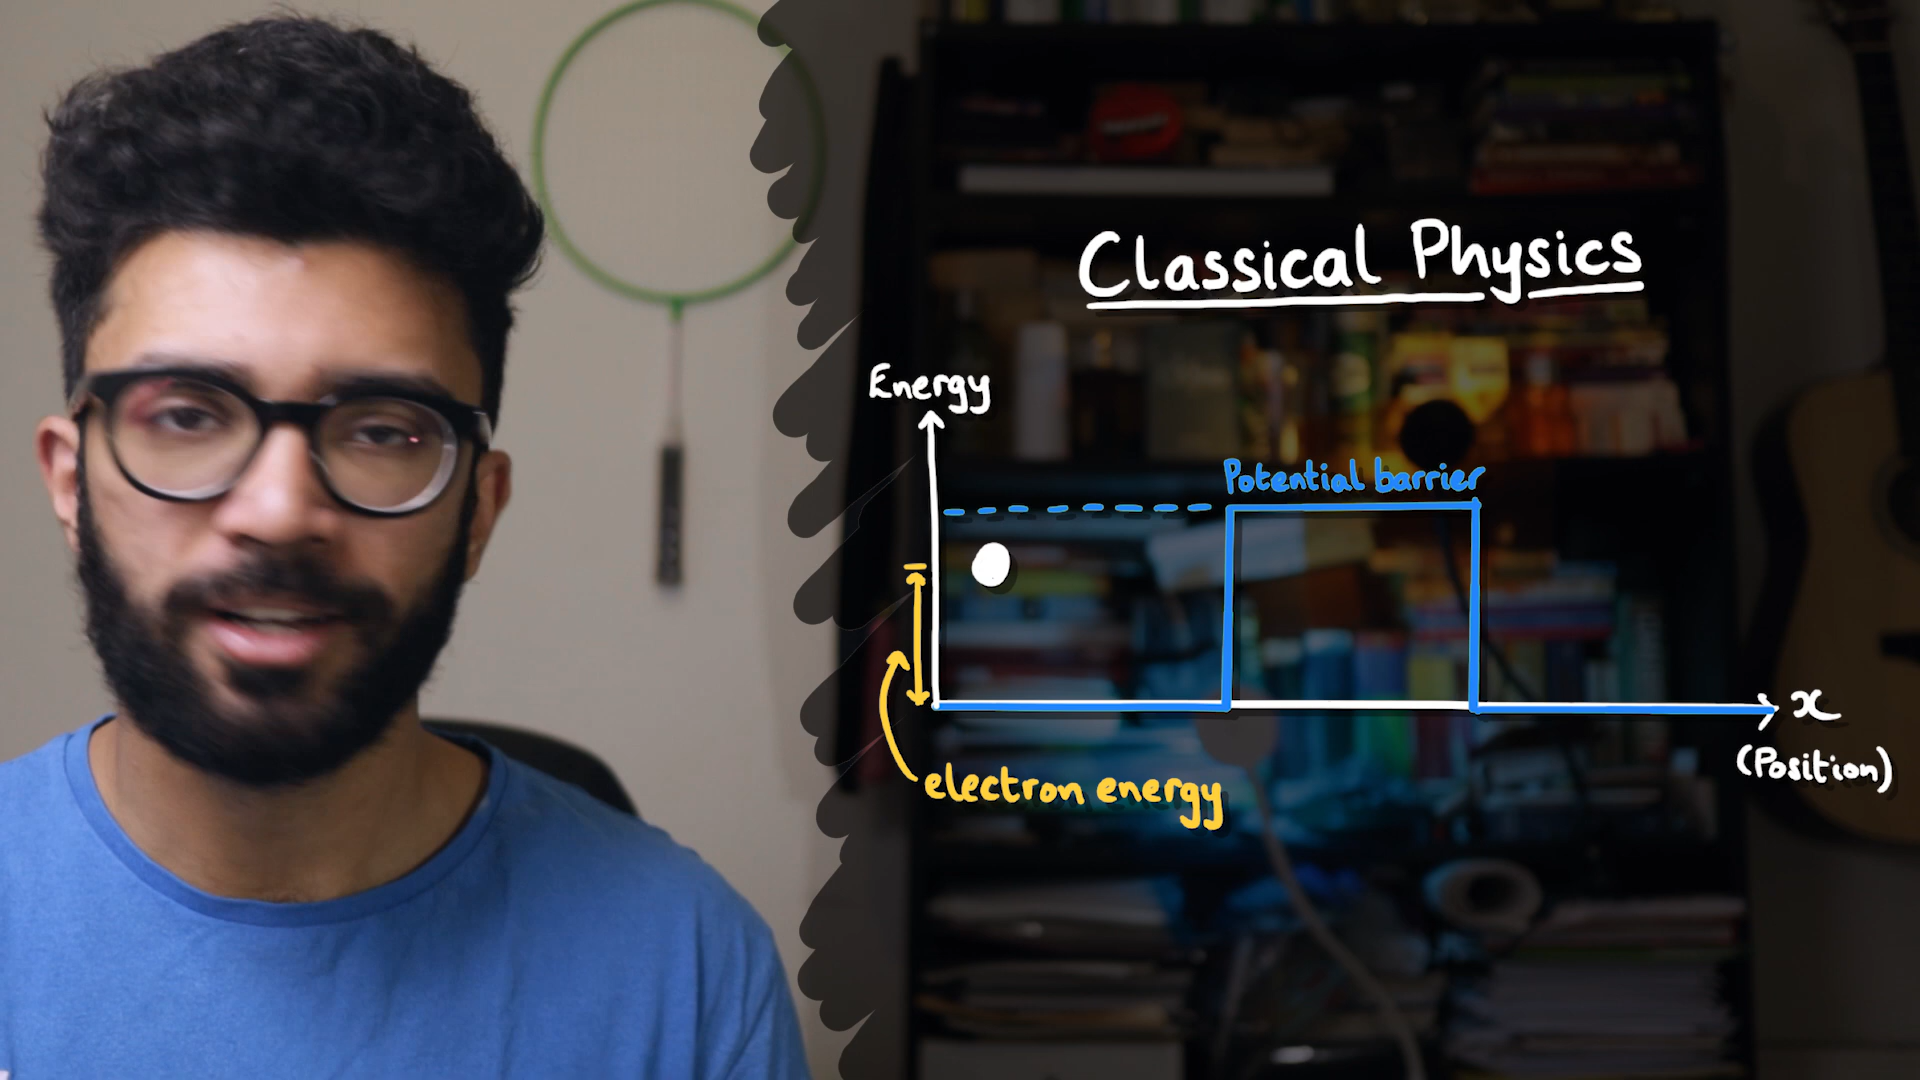 Classical Physics
Energy
Potential barrier
electron energy
x
(Position)